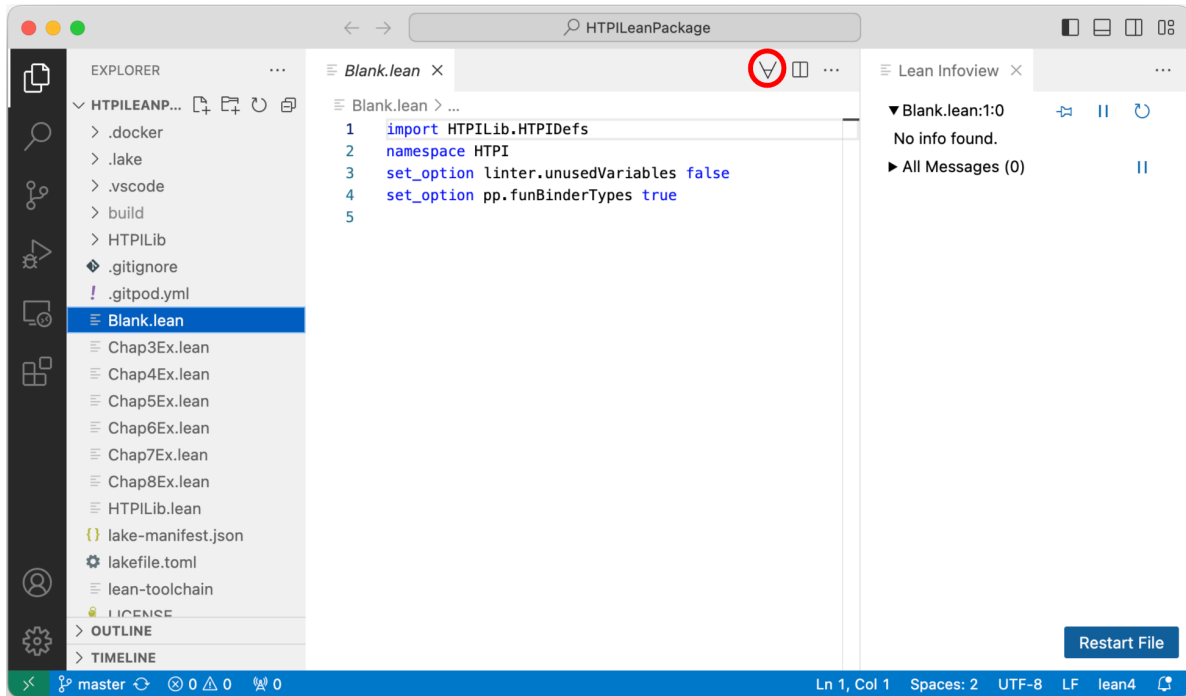 HTPILeanPackage
EXPLORER
HTPILEANP...
.docker
.lake
.vscode
build
HTPILib
.gitignore
.gitpod.yml
Blank.lean
Chap3Ex.lean
Chap4Ex.lean
Chap5Ex.lean
Chap6Ex.lean
Chap7Ex.lean
Chap8Ex.lean
HTPILib.lean
lake-manifest.json
lakefile.toml
lean-toolchain
LICENSE
OUTLINE
TIMELINE
Blank.lean
Blank.lean > ...
1 import HTPILib.HTPIDefs
2 namespace HTPI
3 set_option linter.unusedVariables false
4 set_option pp.funBinderTypes true
5
Lean Infoview
▼Blank.lean:1:0
No info found.
▶All Messages (0)
Restart File
master 0 0 0 Ln 1, Col 1 Spaces: 2 UTF-8 LF lean4